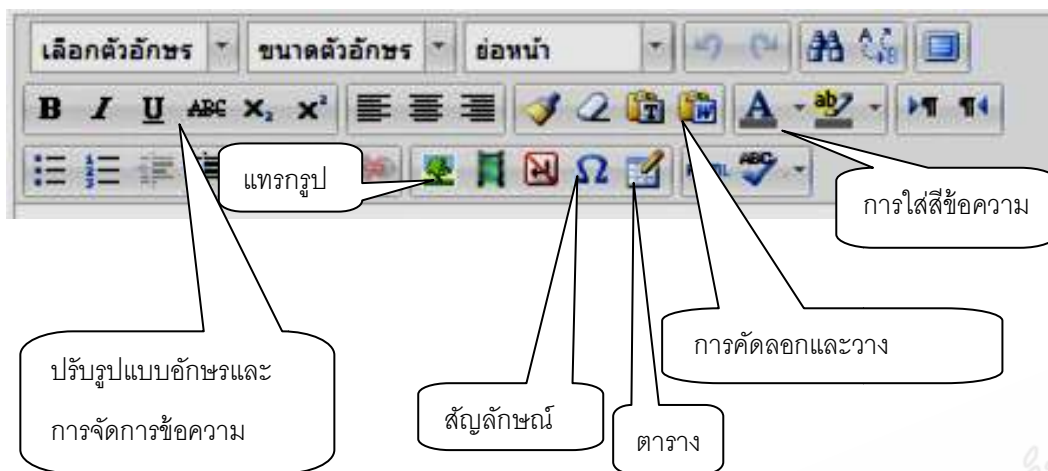 เลือกตัวอักษร ขนาดตัวอักษร ย่อหน้า
B I U ABC X₂ X² T W A ab
แทรกรูป Ω ABC
การใส่สีข้อความ
การคัดลอกและวาง
ปรับรูปแบบอักษรและ
การจัดการข้อความ
สัญลักษณ์
ตาราง